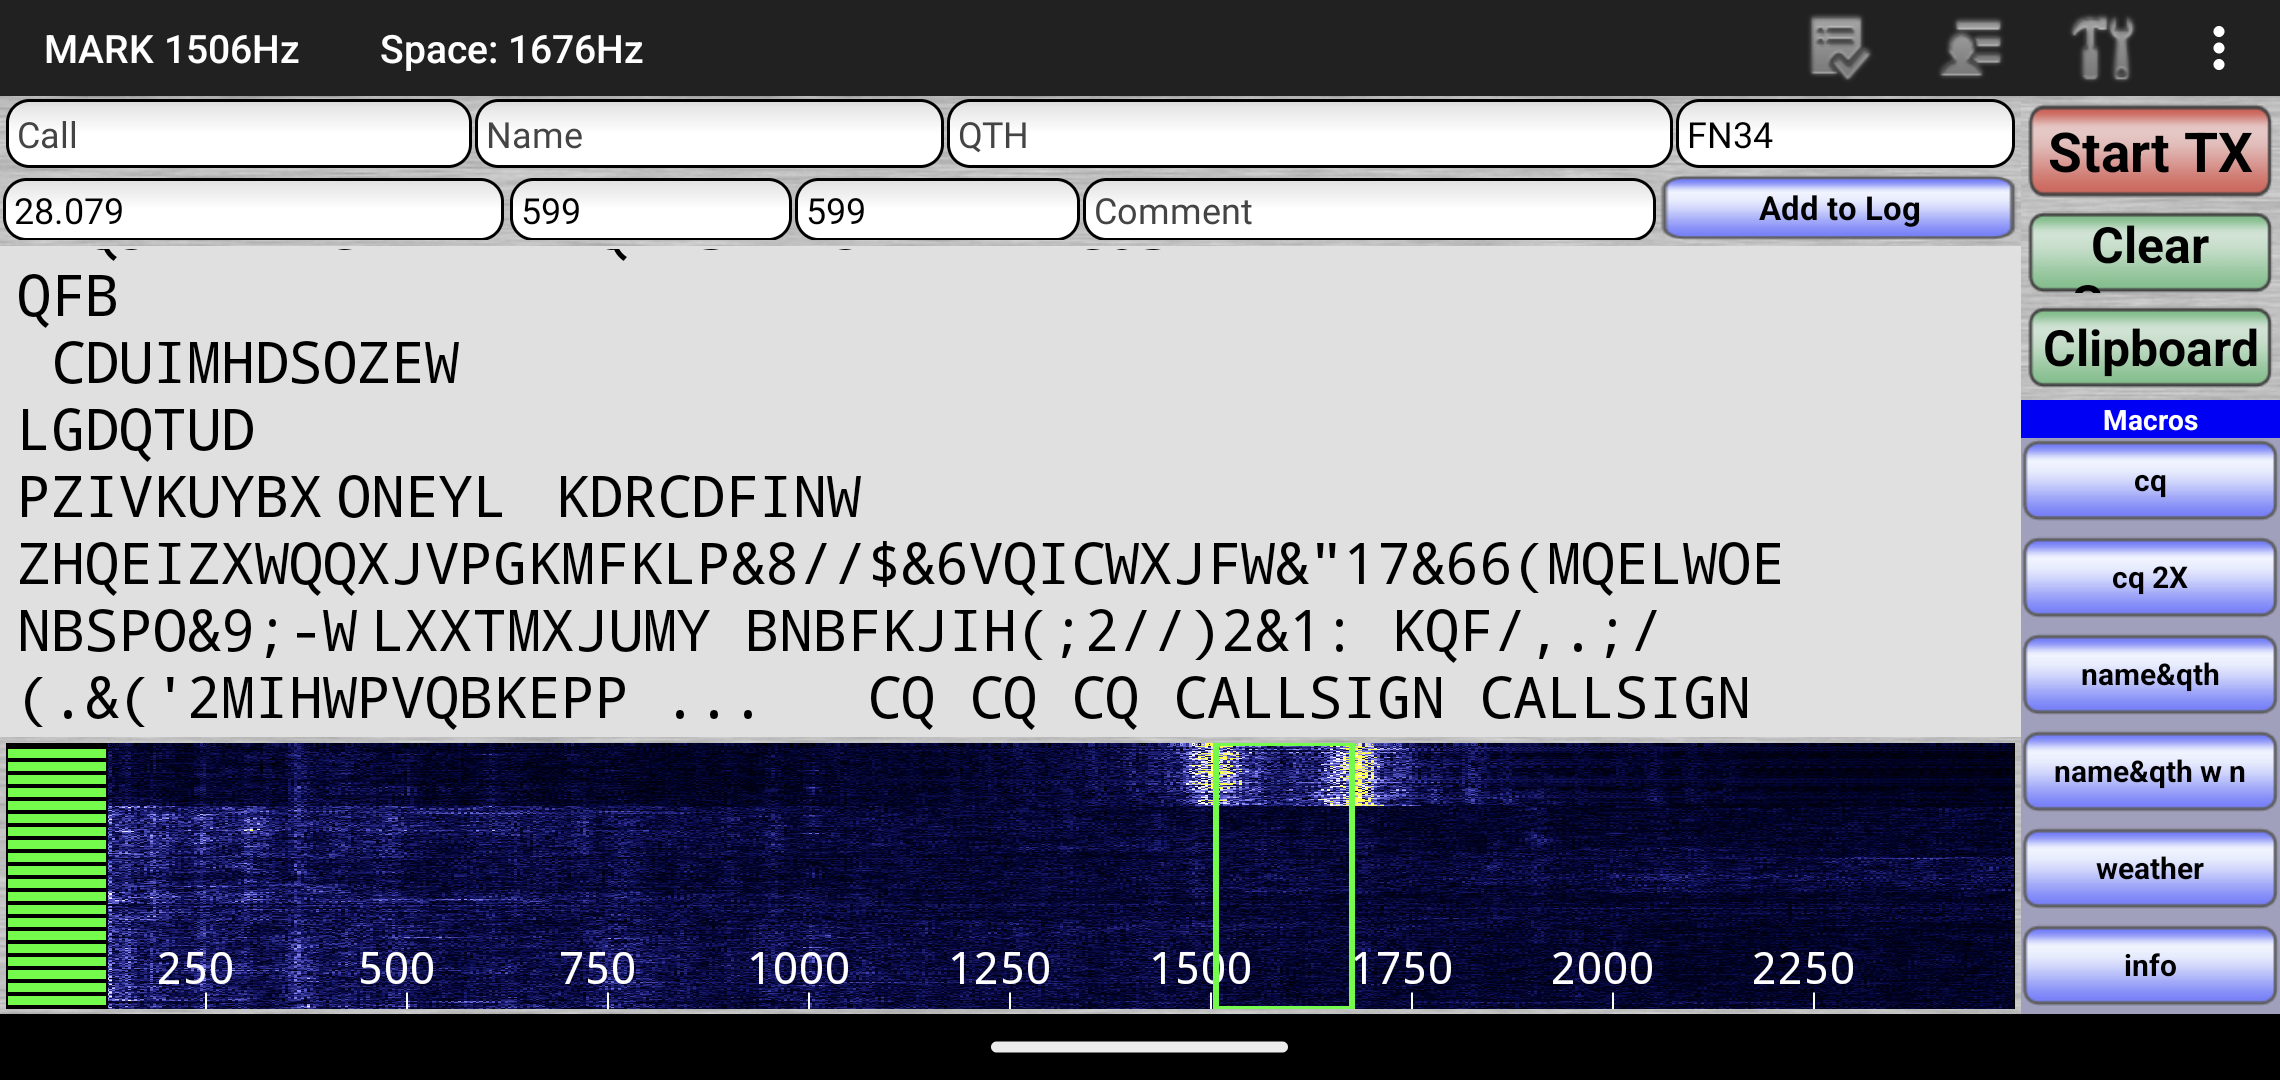 MARK 1506Hz Space: 1676Hz
Call Name QTH FN34
28.079 599 599 Comment Add to Log
Start TX
Clear
Clipboard
QFB
CDUIMHDSOZEW
LGDQTUD
PZIVKUYBX ONEYL KDRCDFINW
ZHQEIZXWQQXJVPGKMFKLP&8//$&6VQICWXJFW&"17&66(MQELWOE
NBSPO&9;-W LXXTMXJUMY BNBFKJIH(;2//)2&1: KQF/,.;/
(.&('2MIHWPVQBKEPP ... CQ CQ CQ CALLSIGN CALLSIGN
Macros
cq
cq 2X
name&qth
name&qth w n
weather
info
250 500 750 1000 1250 1500 1750 2000 2250